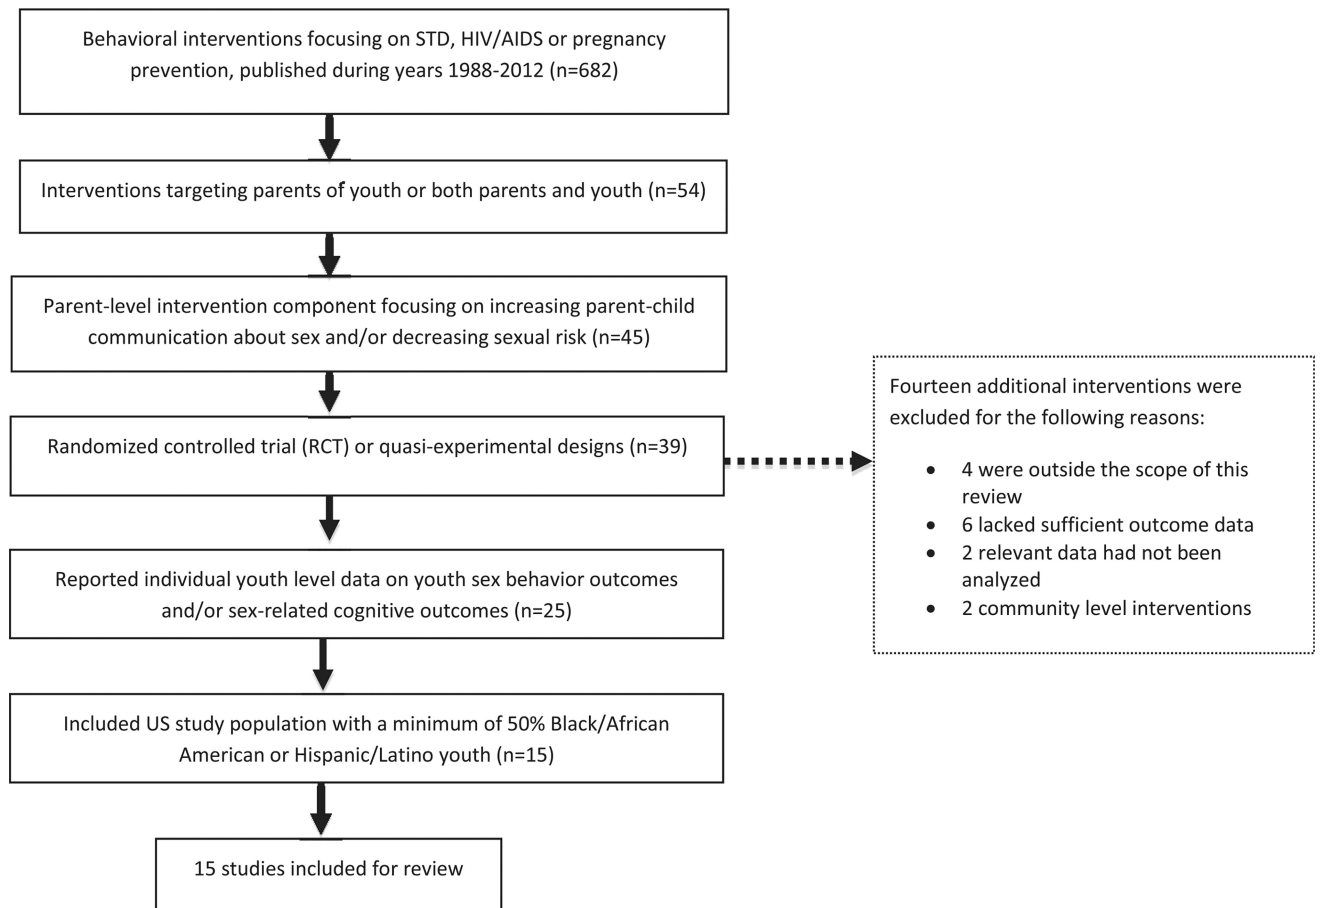 Behavioral interventions focusing on STD, HIV/AIDS or pregnancy
prevention, published during years 1988-2012 (n=682)
Interventions targeting parents of youth or both parents and youth (n=54)
Parent-level intervention component focusing on increasing parent-child
communication about sex and/or decreasing sexual risk (n=45)
Randomized controlled trial (RCT) or quasi-experimental designs (n=39)
Fourteen additional interventions were
excluded for the following reasons:
• 4 were outside the scope of this
review
• 6 lacked sufficient outcome data
• 2 relevant data had not been
analyzed
• 2 community level interventions
Reported individual youth level data on youth sex behavior outcomes
and/or sex-related cognitive outcomes (n=25)
Included US study population with a minimum of 50% Black/African
American or Hispanic/Latino youth (n=15)
15 studies included for review